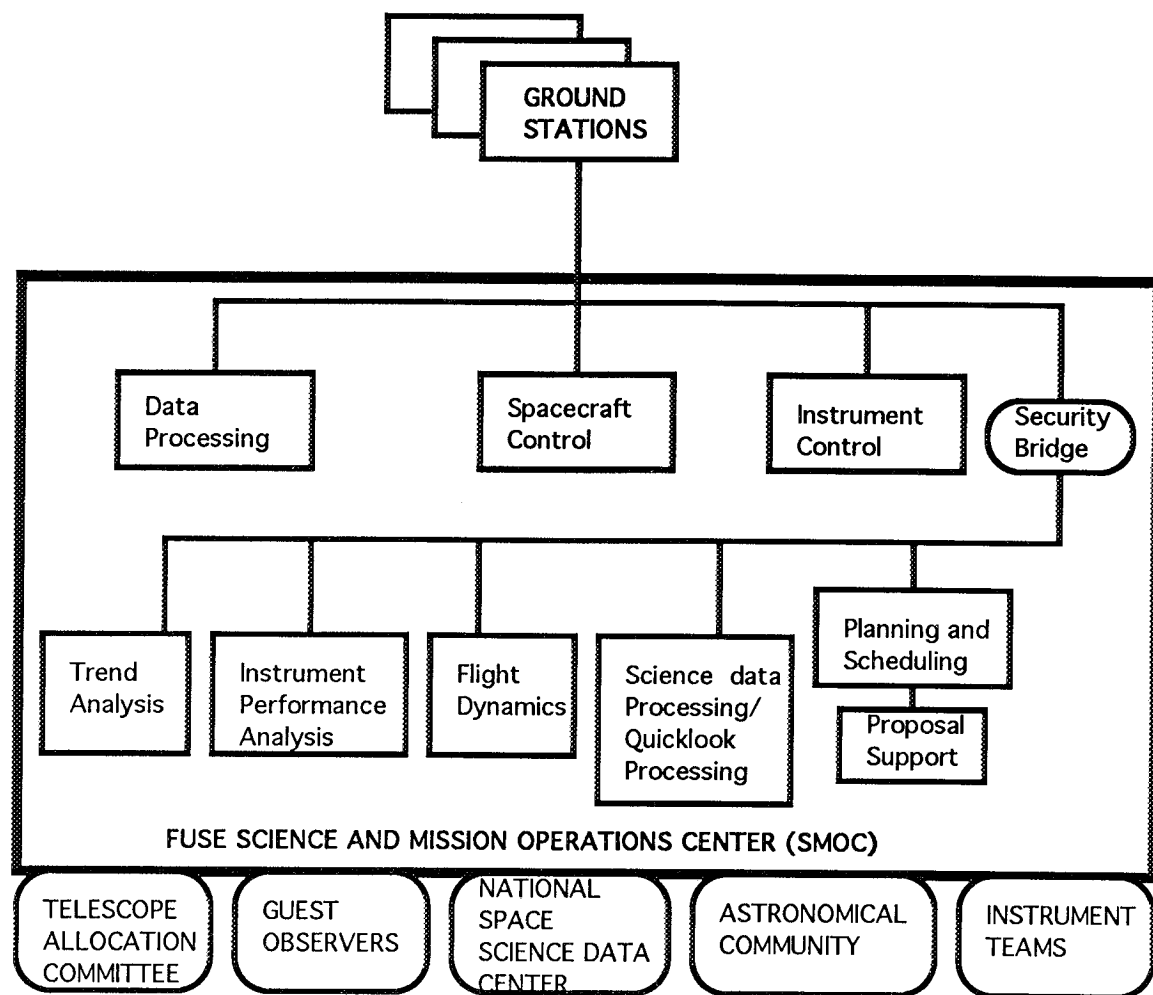 GROUND
STATIONS
Data
Processing
Spacecraft
Control
Instrument
Control
Security
Bridge
Trend
Analysis
Instrument
Performance
Analysis
Flight
Dynamics
Science data
Processing/
Quicklook
Processing
Planning and
Scheduling
Proposal
Support
FUSE SCIENCE AND MISSION OPERATIONS CENTER (SMOC)
TELESCOPE
ALLOCATION
COMMITTEE
GUEST
OBSERVERS
NATIONAL
SPACE
SCIENCE DATA
CENTER
ASTRONOMICAL
COMMUNITY
INSTRUMENT
TEAMS